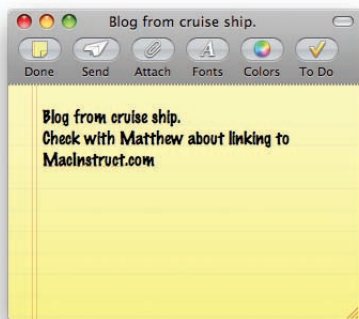 Blog from cruise ship.
Done Send Attach Fonts Colors To Do
Blog from cruise ship.
Check with Matthew about linking to
MacInstruct.com